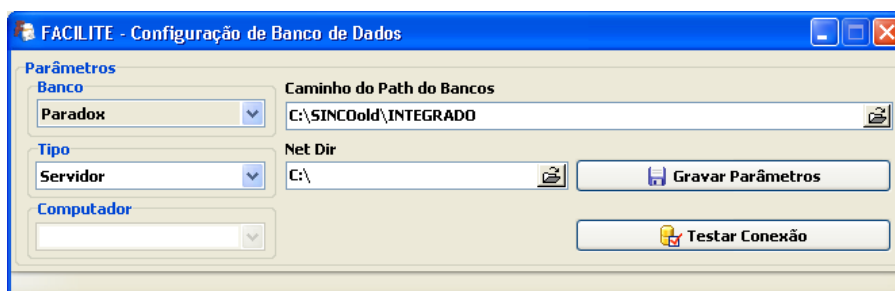 FACILITE - Configuração de Banco de Dados
Parâmetros
Banco
Paradox
Caminho do Path do Bancos
C:\SINCOold\INTEGRADO
Tipo
Servidor
Net Dir
C:\
Gravar Parâmetros
Computador
Testar Conexão